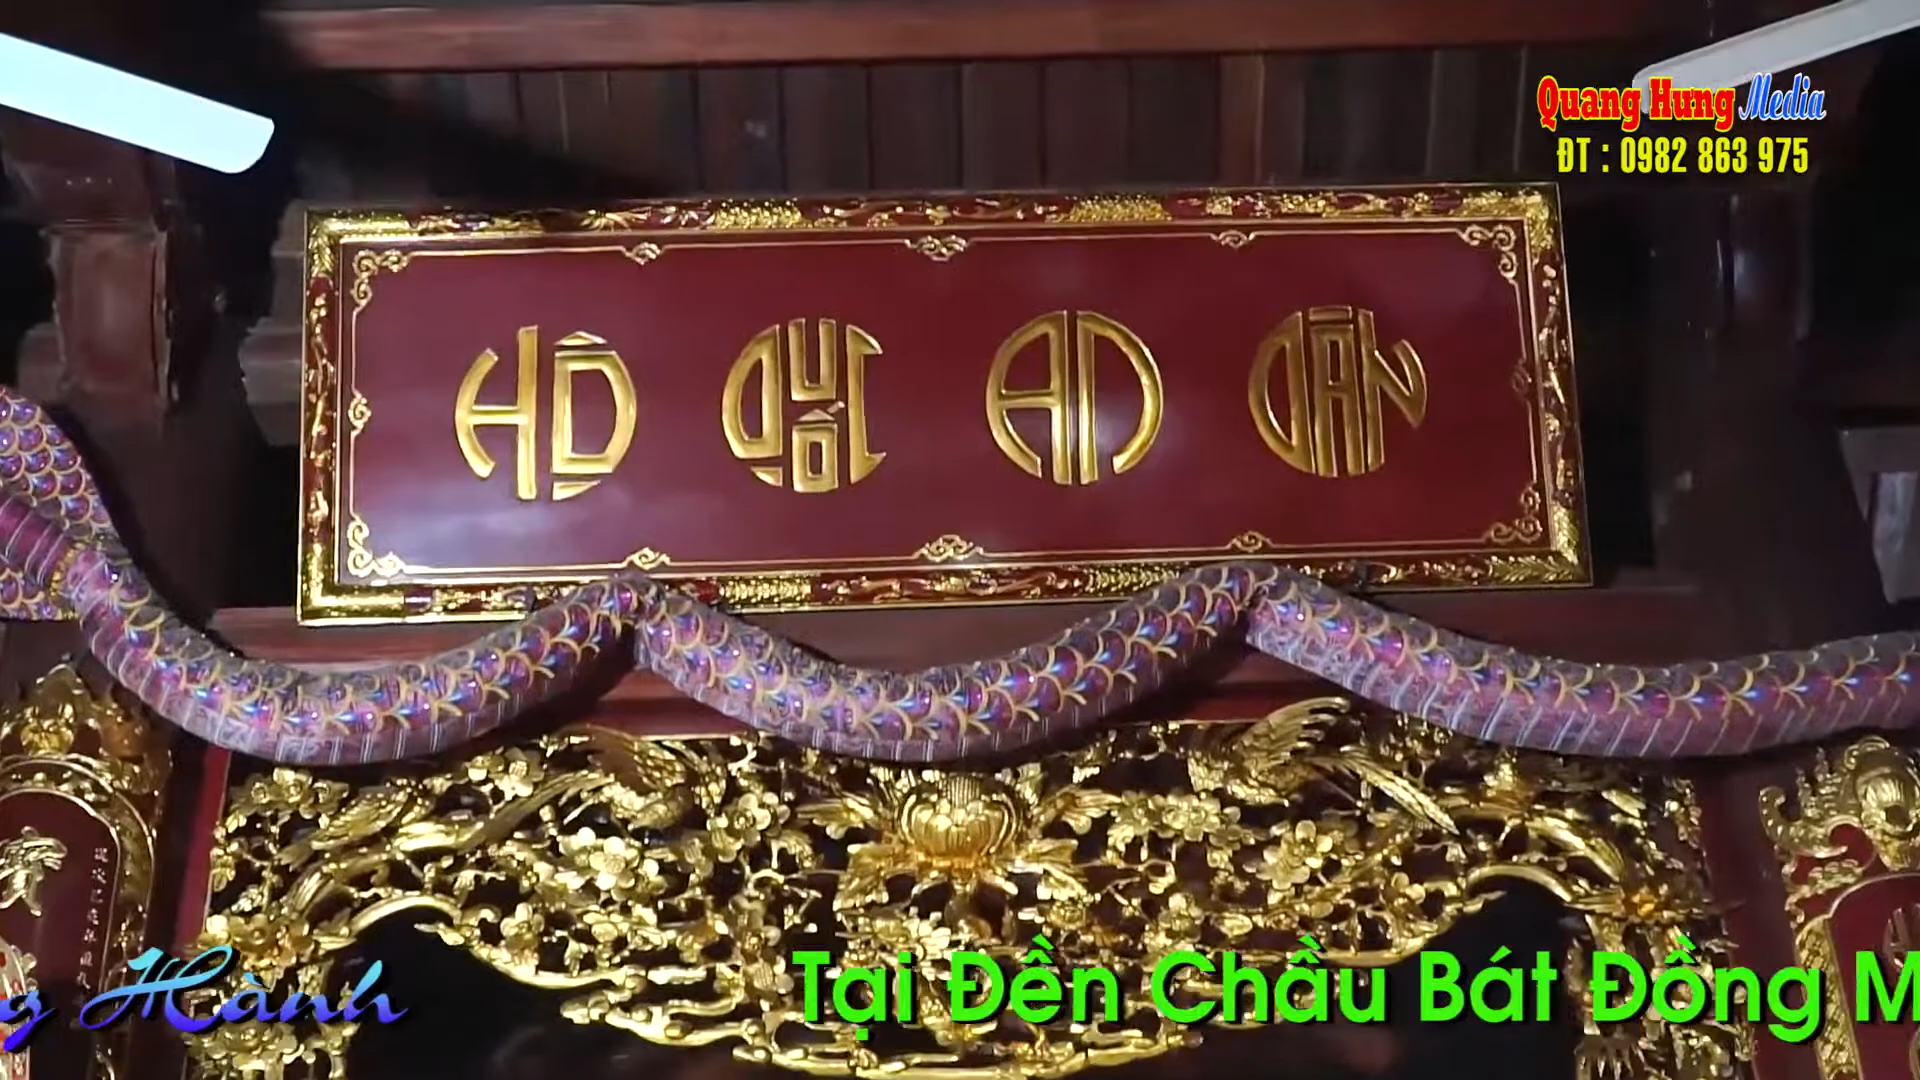 Quang Hưng Media
ĐT : 0982 863 975
HỘ QUỐC AN DÂN
g Hành
Tại Đền Chầu Bát Đồng M